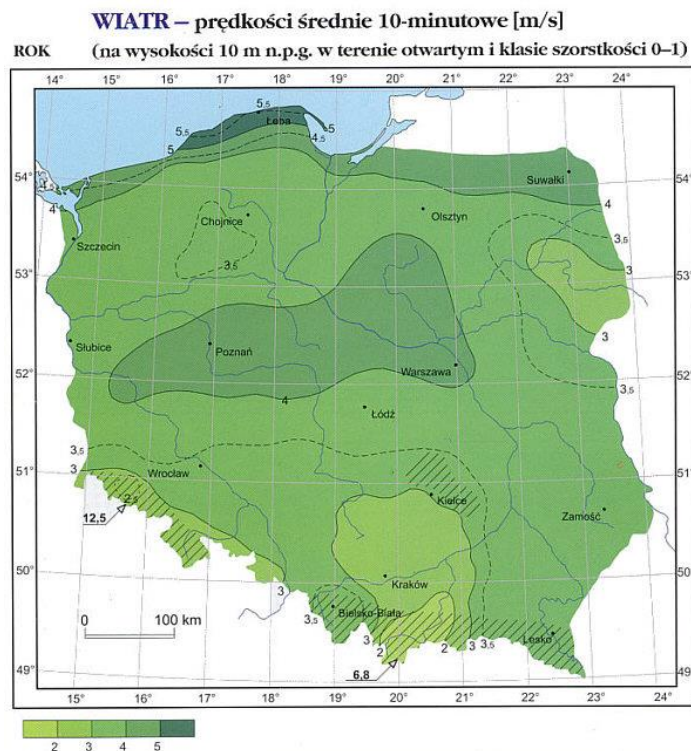 WIATR – prędkości średnie 10-minutowe [m/s]
ROK (na wysokości 10 m n.p.g. w terenie otwartym i klasie szorstkości 0–1)
14° 15° 16° 17° 18° 19° 20° 21° 22° 23° 24°
5,5
Łeba
5,5
5
5
4,5
54°
54°
Suwałki
4,5
4
4
Chojnice
Olsztyn
3,5
Szczecin
3,5
3
53°
53°
3
Słubice
Poznań
52°
Warszawa
52°
3,5
4
Łódź
3,5
51°
3
Wrocław
51°
2,5
Kielce
12,5
Zamość
50°
50°
Kraków
3
0 100 km
3,5
Bielsko-Biała
Lesko
3
2
2
3
3,5
49°
49°
6,8
15° 16° 17° 18° 19° 20° 21° 22° 23°
2 3 4 5